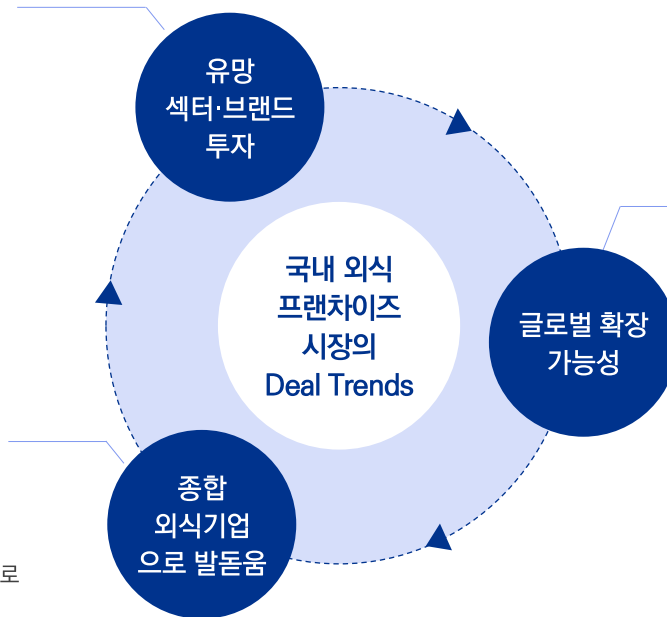 유망
섹터·브랜드
투자
국내 외식
프랜차이즈
시장의
Deal Trends
글로벌 확장
가능성
종합
외식기업
으로 발돋움
로